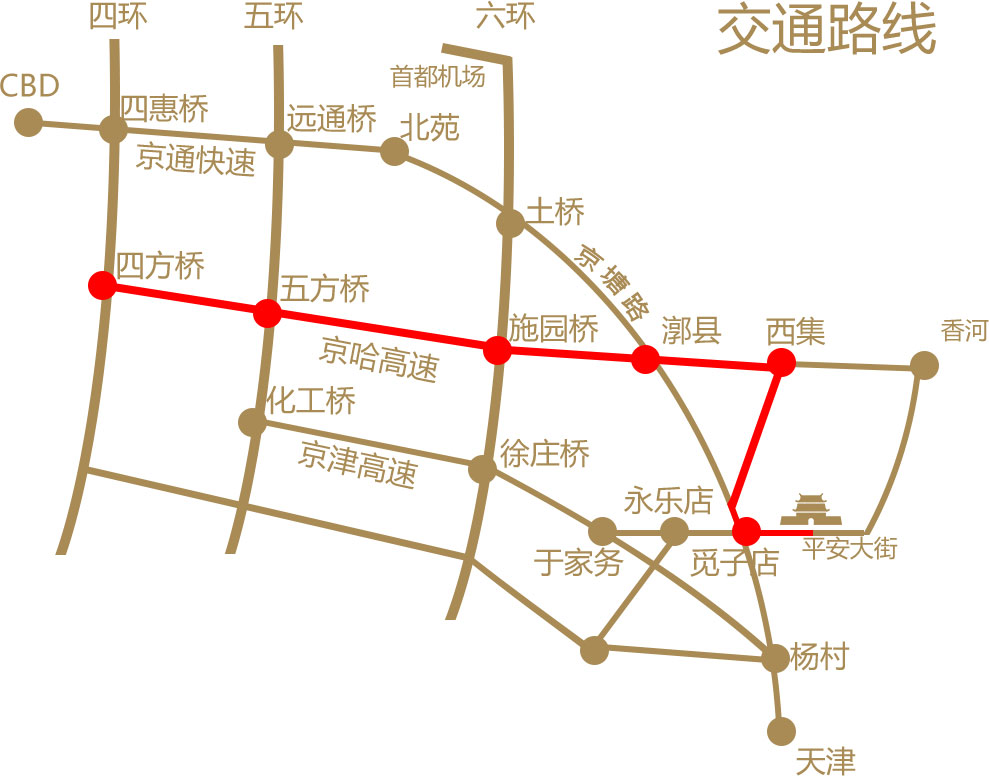 四环
五环
六环
交通路线
首都机场
CBD
四惠桥
远通桥
北苑
京通快速
土桥
四方桥
五方桥
京塘路
施园桥
漷县
西集
香河
京哈高速
化工桥
京津高速
徐庄桥
永乐店
于家务
觅子店
平安大街
杨村
天津